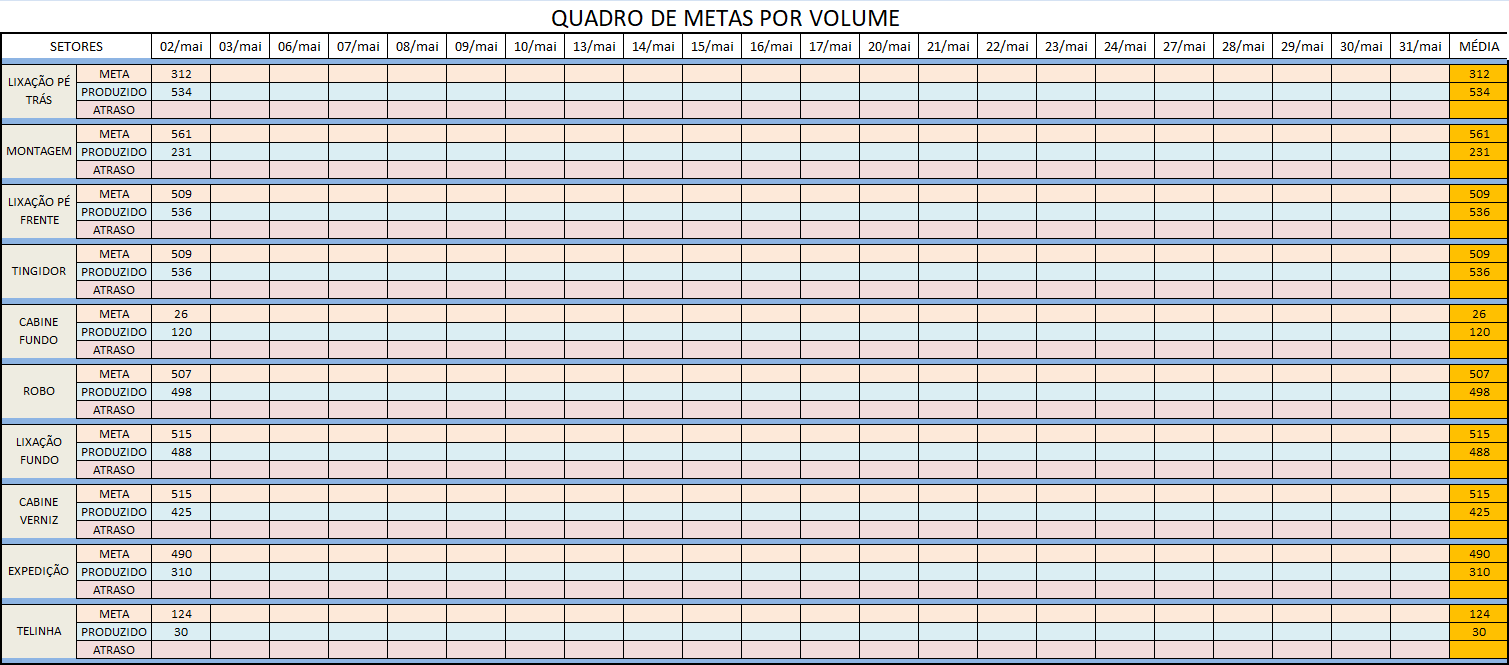 QUADRO DE METAS POR VOLUME
SETORES 02/mai 03/mai 06/mai 07/mai 08/mai 09/mai 10/mai 13/mai 14/mai 15/mai 16/mai 17/mai 20/mai 21/mai 22/mai 23/mai 24/mai 27/mai 28/mai 29/mai 30/mai 31/mai MÉDIA
LIXAÇÃO PÉ TRÁS
META 312 312
PRODUZIDO 534 534
ATRASO
MONTAGEM
META 561 561
PRODUZIDO 231 231
ATRASO
LIXAÇÃO PÉ FRENTE
META 509 509
PRODUZIDO 536 536
ATRASO
TINGIDOR
META 509 509
PRODUZIDO 536 536
ATRASO
CABINE FUNDO
META 26 26
PRODUZIDO 120 120
ATRASO
ROBO
META 507 507
PRODUZIDO 498 498
ATRASO
LIXAÇÃO FUNDO
META 515 515
PRODUZIDO 488 488
ATRASO
CABINE VERNIZ
META 515 515
PRODUZIDO 425 425
ATRASO
EXPEDIÇÃO
META 490 490
PRODUZIDO 310 310
ATRASO
TELINHA
META 124 124
PRODUZIDO 30 30
ATRASO